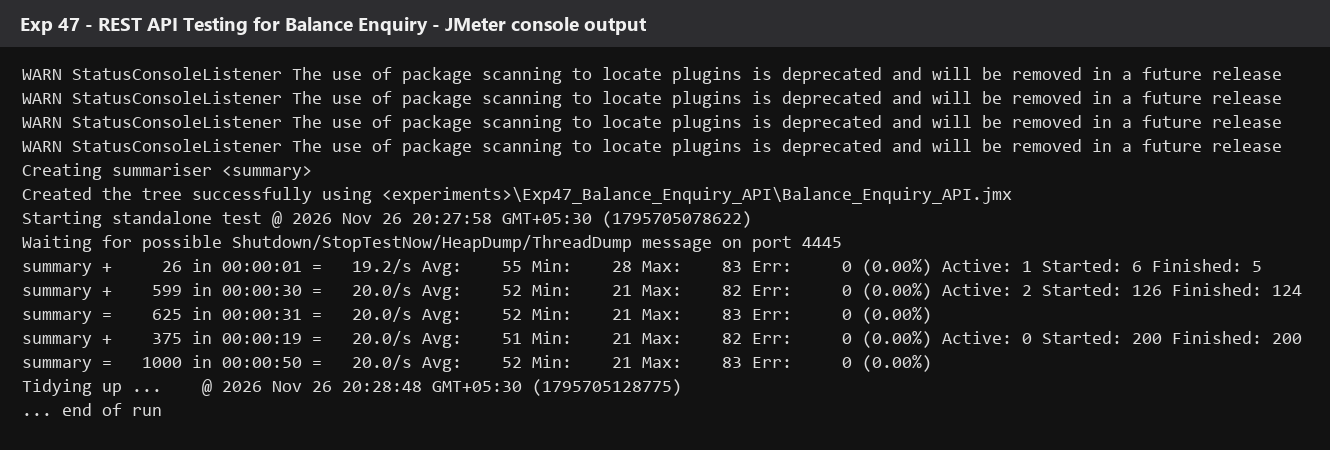 Exp 47 - REST API Testing for Balance Enquiry - JMeter console output
WARN StatusConsoleListener The use of package scanning to locate plugins is deprecated and will be removed in a future release
WARN StatusConsoleListener The use of package scanning to locate plugins is deprecated and will be removed in a future release
WARN StatusConsoleListener The use of package scanning to locate plugins is deprecated and will be removed in a future release
WARN StatusConsoleListener The use of package scanning to locate plugins is deprecated and will be removed in a future release
Creating summariser <summary>
Created the tree successfully using <experiments>\Exp47_Balance_Enquiry_API\Balance_Enquiry_API.jmx
Starting standalone test @ 2026 Nov 26 20:27:58 GMT+05:30 (1795705078622)
Waiting for possible Shutdown/StopTestNow/HeapDump/ThreadDump message on port 4445
summary +     26 in 00:00:01 =   19.2/s Avg:    55 Min:    28 Max:    83 Err:     0 (0.00%) Active: 1 Started: 6 Finished: 5
summary +    599 in 00:00:30 =   20.0/s Avg:    52 Min:    21 Max:    82 Err:     0 (0.00%) Active: 2 Started: 126 Finished: 124
summary =    625 in 00:00:31 =   20.0/s Avg:    52 Min:    21 Max:    83 Err:     0 (0.00%)
summary +    375 in 00:00:19 =   20.0/s Avg:    51 Min:    21 Max:    82 Err:     0 (0.00%) Active: 0 Started: 200 Finished: 200
summary =   1000 in 00:00:50 =   20.0/s Avg:    52 Min:    21 Max:    83 Err:     0 (0.00%)
Tidying up ...    @ 2026 Nov 26 20:28:48 GMT+05:30 (1795705128775)
... end of run